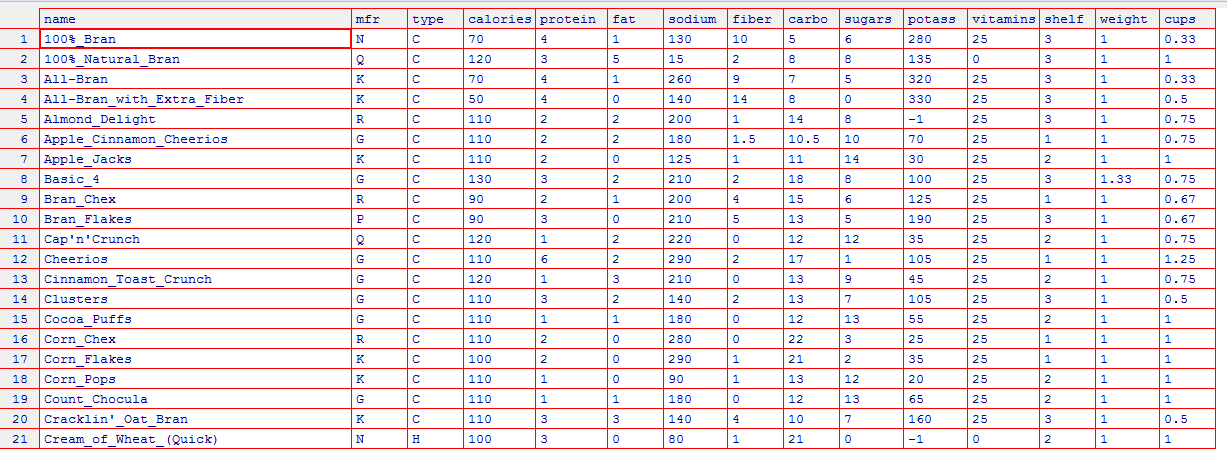 name mfr type calories protein fat sodium fiber carbo sugars potass vitamins shelf weight cups
1 100%_Bran N C 70 4 1 130 10 5 6 280 25 3 1 0.33
2 100%_Natural_Bran Q C 120 3 5 15 2 8 8 135 0 3 1 1
3 All-Bran K C 70 4 1 260 9 7 5 320 25 3 1 0.33
4 All-Bran_with_Extra_Fiber K C 50 4 0 140 14 8 0 330 25 3 1 0.5
5 Almond_Delight R C 110 2 2 200 1 14 8 -1 25 3 1 0.75
6 Apple_Cinnamon_Cheerios G C 110 2 2 180 1.5 10.5 10 70 25 1 1 0.75
7 Apple_Jacks K C 110 2 0 125 1 11 14 30 25 2 1 1
8 Basic_4 G C 130 3 2 210 2 18 8 100 25 3 1.33 0.75
9 Bran_Chex R C 90 2 1 200 4 15 6 125 25 1 1 0.67
10 Bran_Flakes P C 90 3 0 210 5 13 5 190 25 3 1 0.67
11 Cap'n'Crunch Q C 120 1 2 220 0 12 12 35 25 2 1 0.75
12 Cheerios G C 110 6 2 290 2 17 1 105 25 1 1 1.25
13 Cinnamon_Toast_Crunch G C 120 1 3 210 0 13 9 45 25 2 1 0.75
14 Clusters G C 110 3 2 140 2 13 7 105 25 3 1 0.5
15 Cocoa_Puffs G C 110 1 1 180 0 12 13 55 25 2 1 1
16 Corn_Chex R C 110 2 0 280 0 22 3 25 25 1 1 1
17 Corn_Flakes K C 100 2 0 290 1 21 2 35 25 1 1 1
18 Corn_Pops K C 110 1 0 90 1 13 12 20 25 2 1 1
19 Count_Chocula G C 110 1 1 180 0 12 13 65 25 2 1 1
20 Cracklin'_Oat_Bran K C 110 3 3 140 4 10 7 160 25 3 1 0.5
21 Cream_of_Wheat_(Quick) N H 100 3 0 80 1 21 0 -1 0 2 1 1